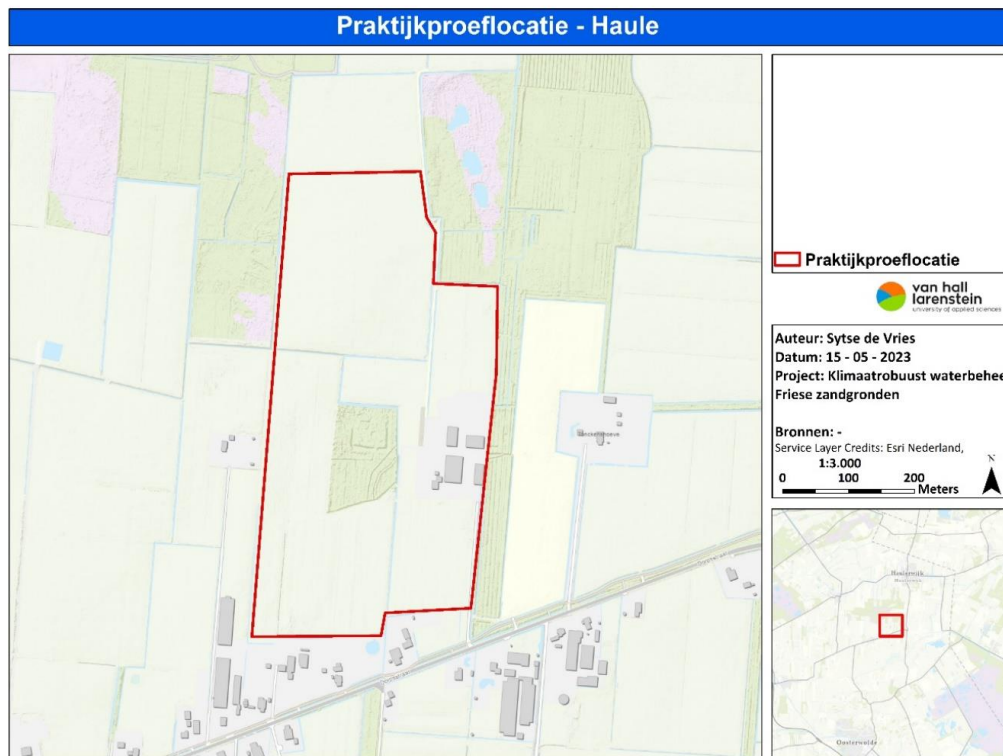 Praktijkproeflocatie - Haule
Praktijkproeflocatie
van hall
larenstein
university of applied sciences
Auteur: Sytse de Vries
Datum: 15 - 05 - 2023
Project: Klimaatrobuust waterbehee
Friese zandgronden
Bronnen: -
Service Layer Credits: Esri Nederland,
1:3.000
N
0 100 200
Meters
Oosterwolde